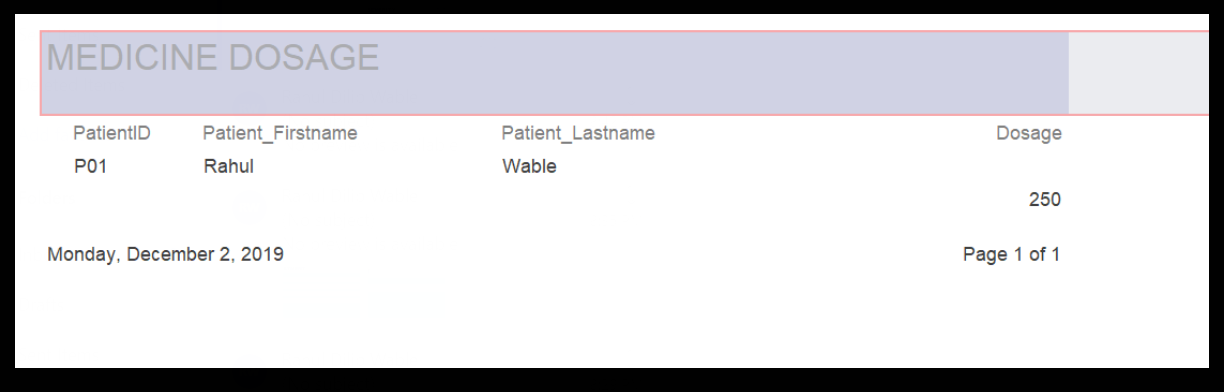 MEDICINE DOSAGE
PatientID Patient_Firstname Patient_Lastname Dosage
P01 Rahul Wable
250
Monday, December 2, 2019 Page 1 of 1